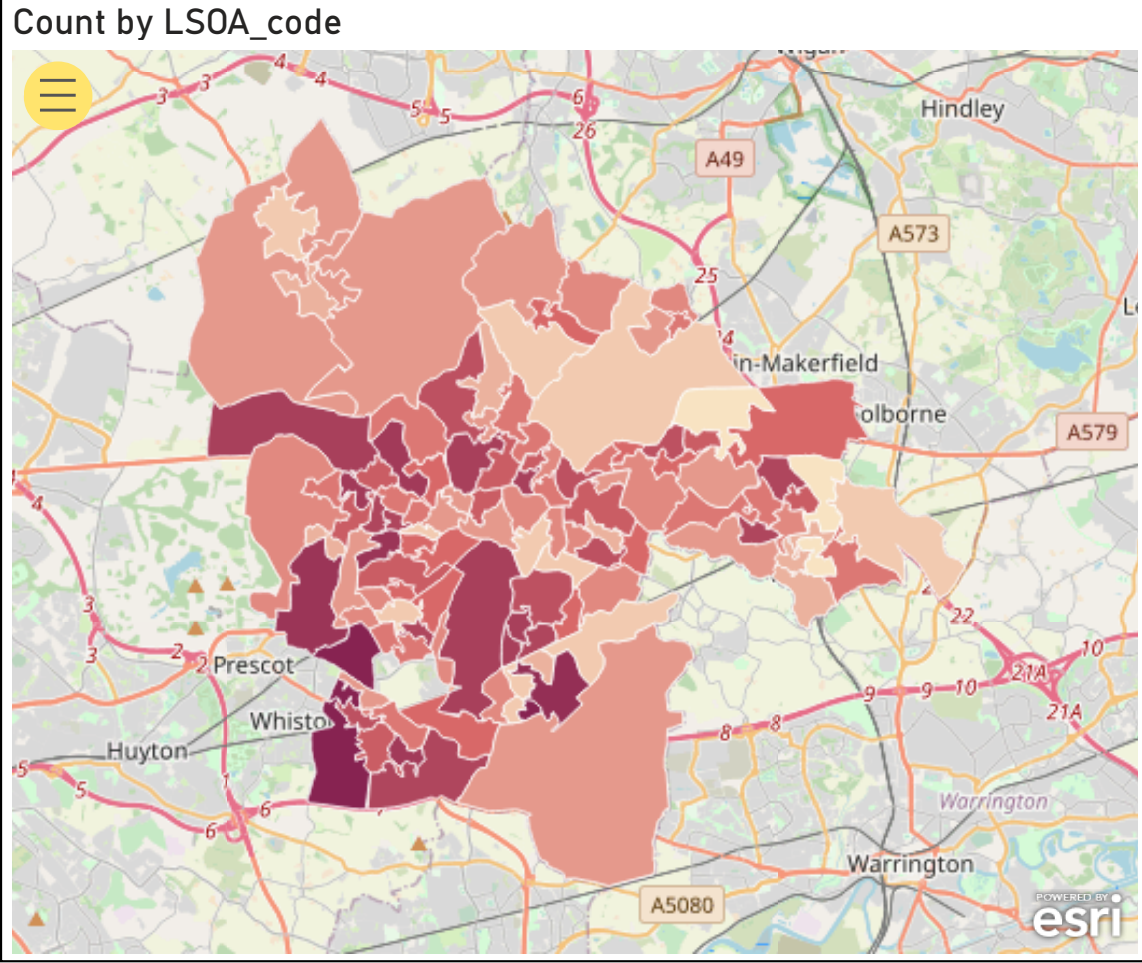 Count by LSOA_code
Wigan
4
3
3
4
5
5
6
26
Hindley
A49
A573
25
in-Makerfield
olborne
A579
4
3
3
2
2
Prescot
22
10
21A
9
9
10
21A
8
8
Whisto
Huyton
5
5
1
6
6
Warrington
Warrington
A5080
POWERED BY
esri